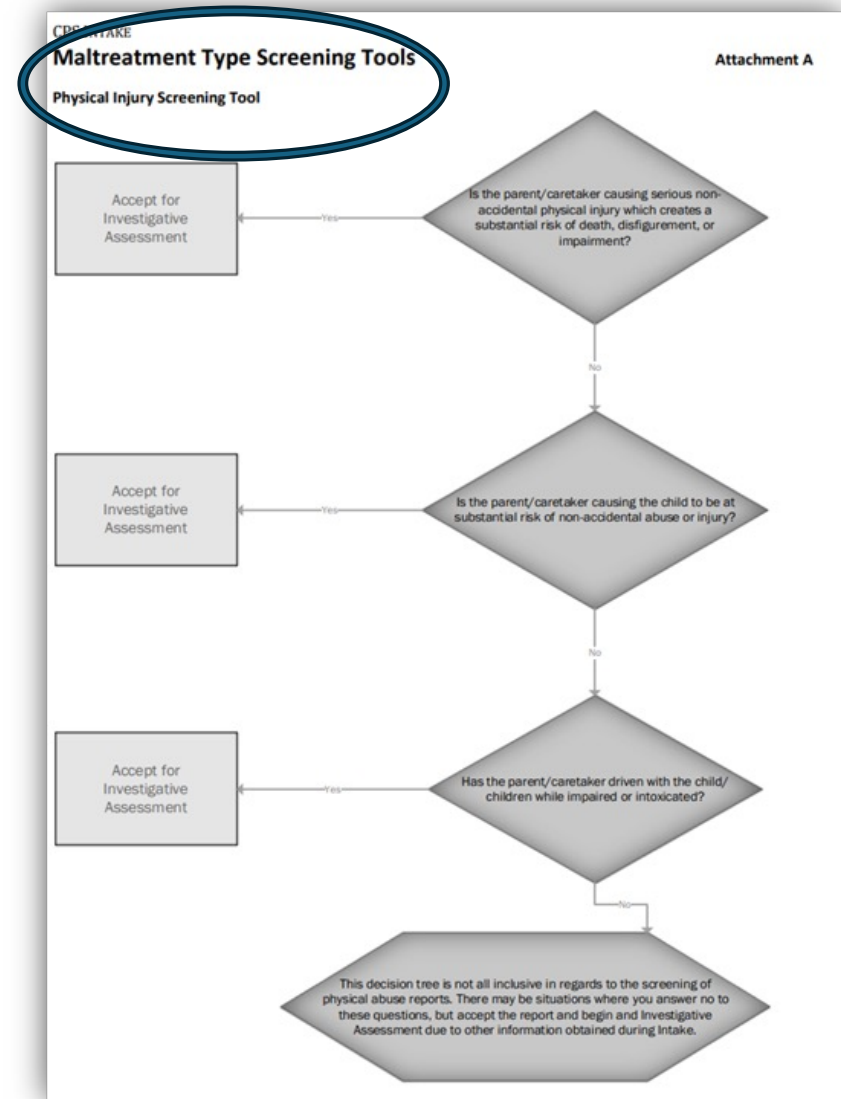 CPS INTAKE
Maltreatment Type Screening Tools
Attachment A
Physical Injury Screening Tool
Is the parent/caretaker causing serious non-
accidental physical injury which creates a
substantial risk of death, disfigurement, or
impairment?
Yes
Accept for
Investigative
Assessment
No
Is the parent/caretaker causing the child to be at
substantial risk of non-accidental abuse or injury?
Yes
Accept for
Investigative
Assessment
No
Has the parent/caretaker driven with the child/
children while impaired or intoxicated?
Yes
Accept for
Investigative
Assessment
No
This decision tree is not all inclusive in regards to the screening of
physical abuse reports. There may be situations where you answer no to
these questions, but accept the report and begin and Investigative
Assessment due to other information obtained during Intake.